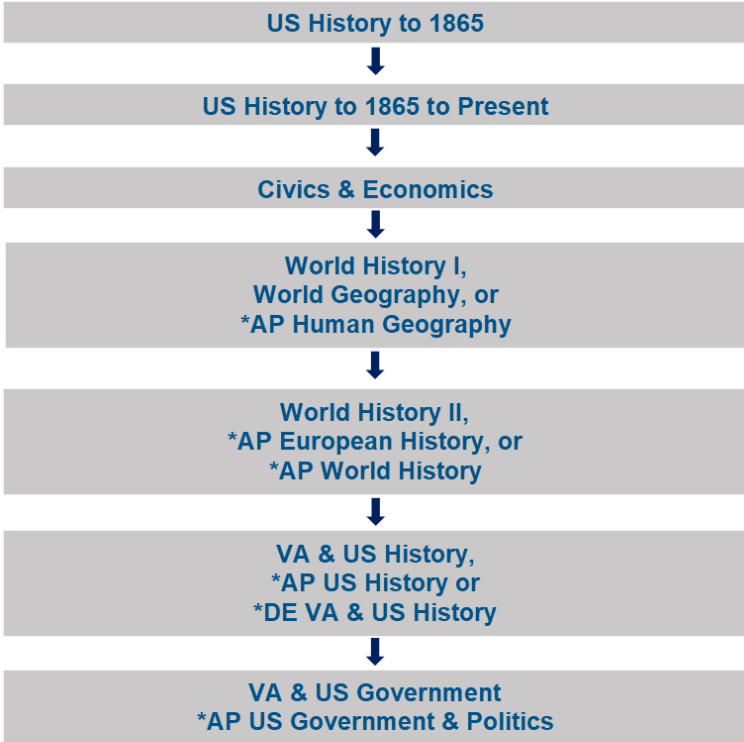 US History to 1865
US History to 1865 to Present
Civics & Economics
World History I,
World Geography, or
*AP Human Geography
World History II,
*AP European History, or
*AP World History
VA & US History,
*AP US History or
*DE VA & US History
VA & US Government
*AP US Government & Politics